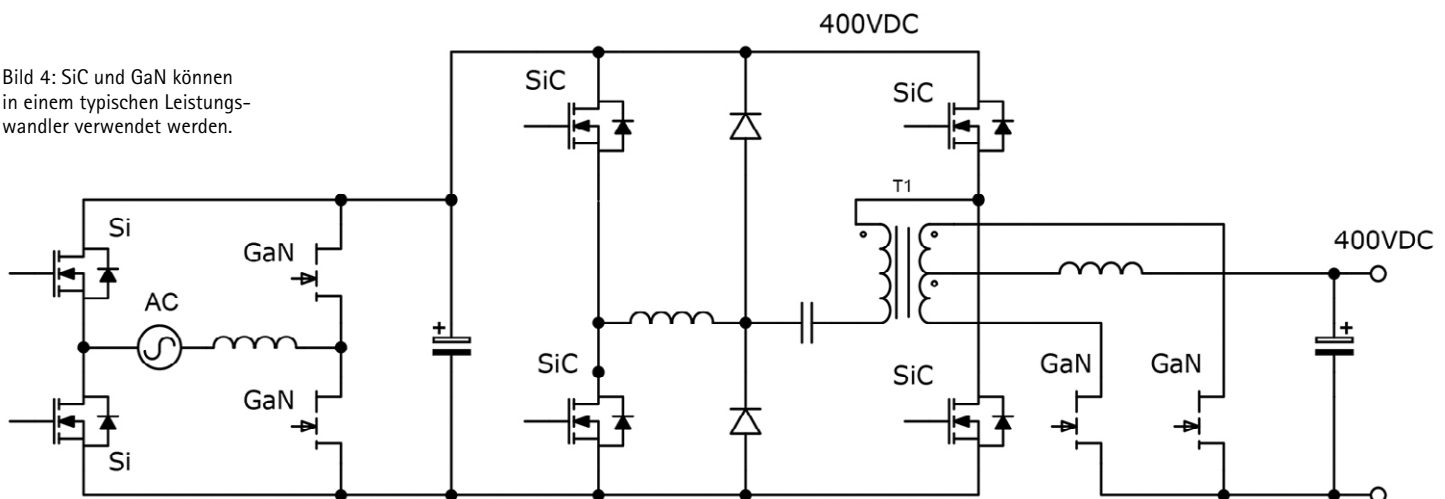 400VDC
Bild 4: SiC und GaN können
in einem typischen Leistungs-
wandler verwendet werden.
SiC
SiC
T1
Si
GaN
400VDC
AC
+
+
SiC
SiC
GaN
GaN
GaN
Si